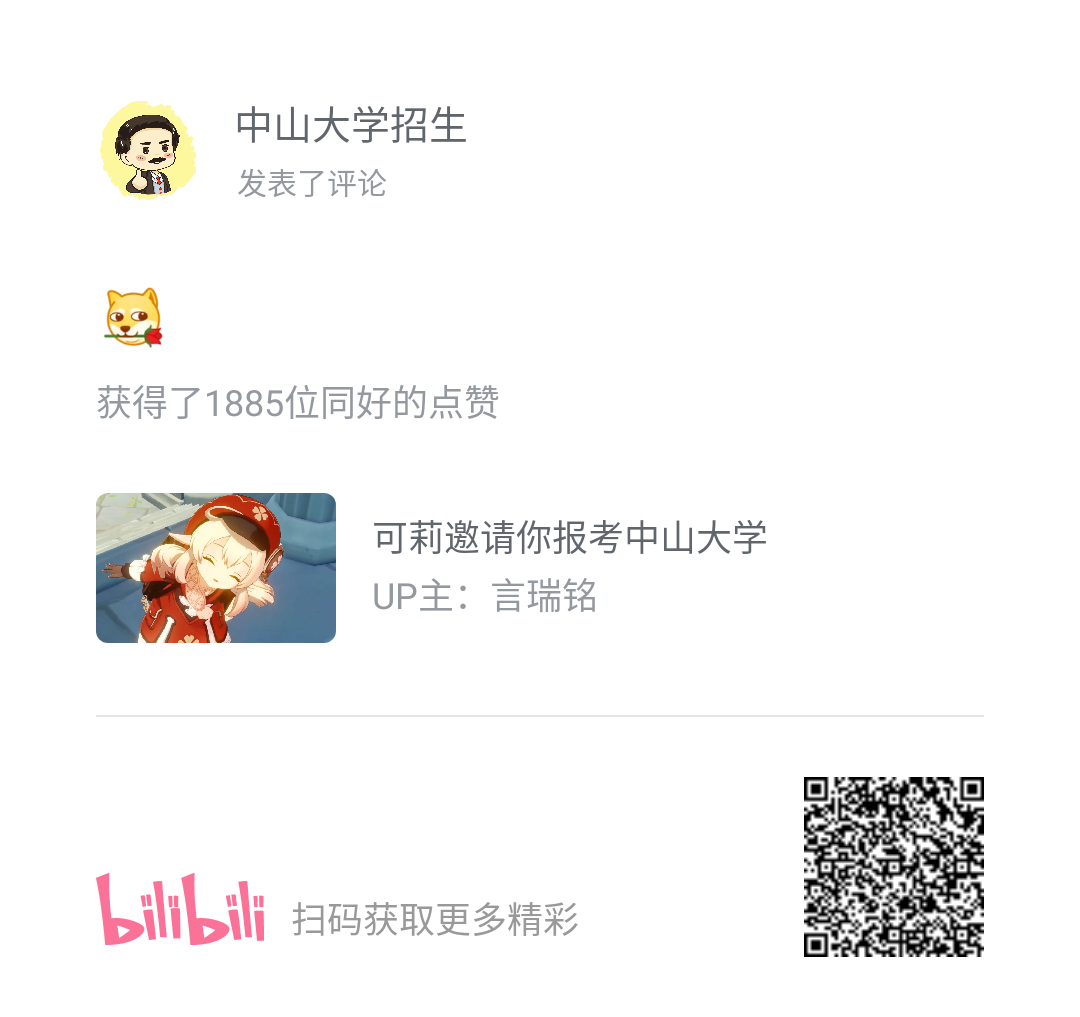 中山大学招生
发表了评论
获得了1885位同好的点赞
可莉邀请你报考中山大学
UP主：言瑞铭
bilibili
扫码获取更多精彩